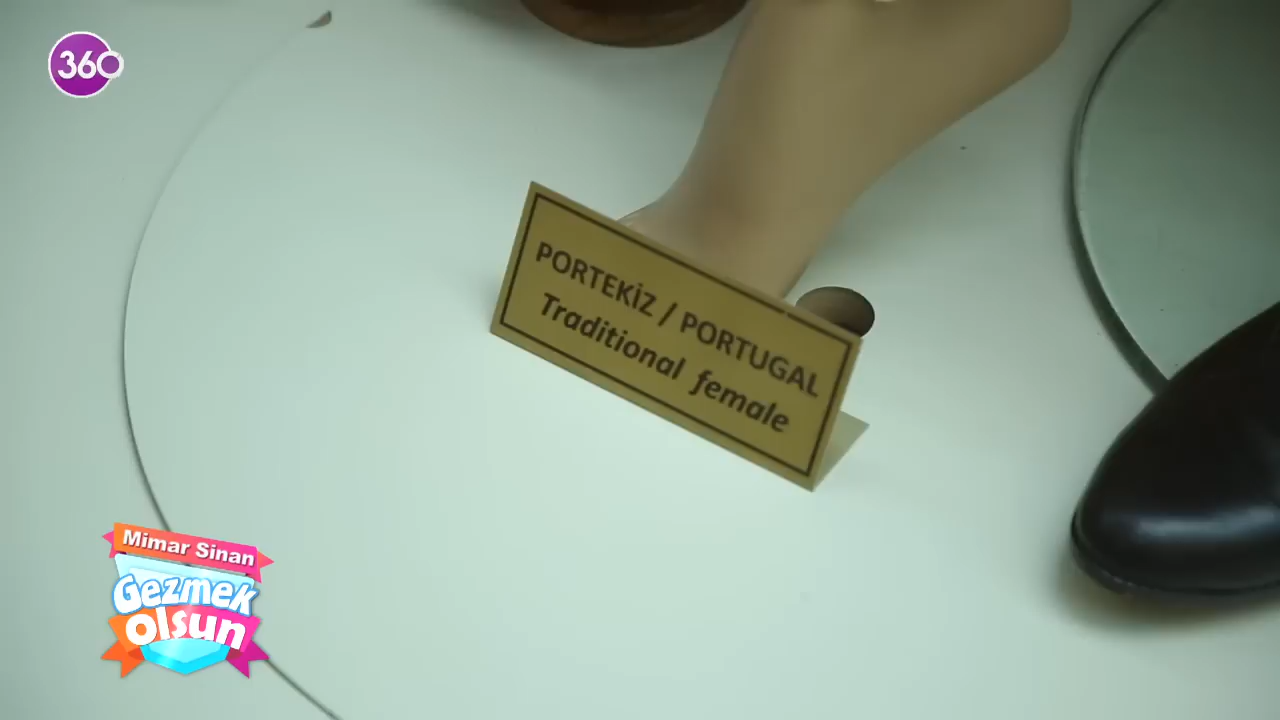 360
PORTEKİZ / PORTUGAL
Traditional female
Mimar Sinan
Gezmek
olsun